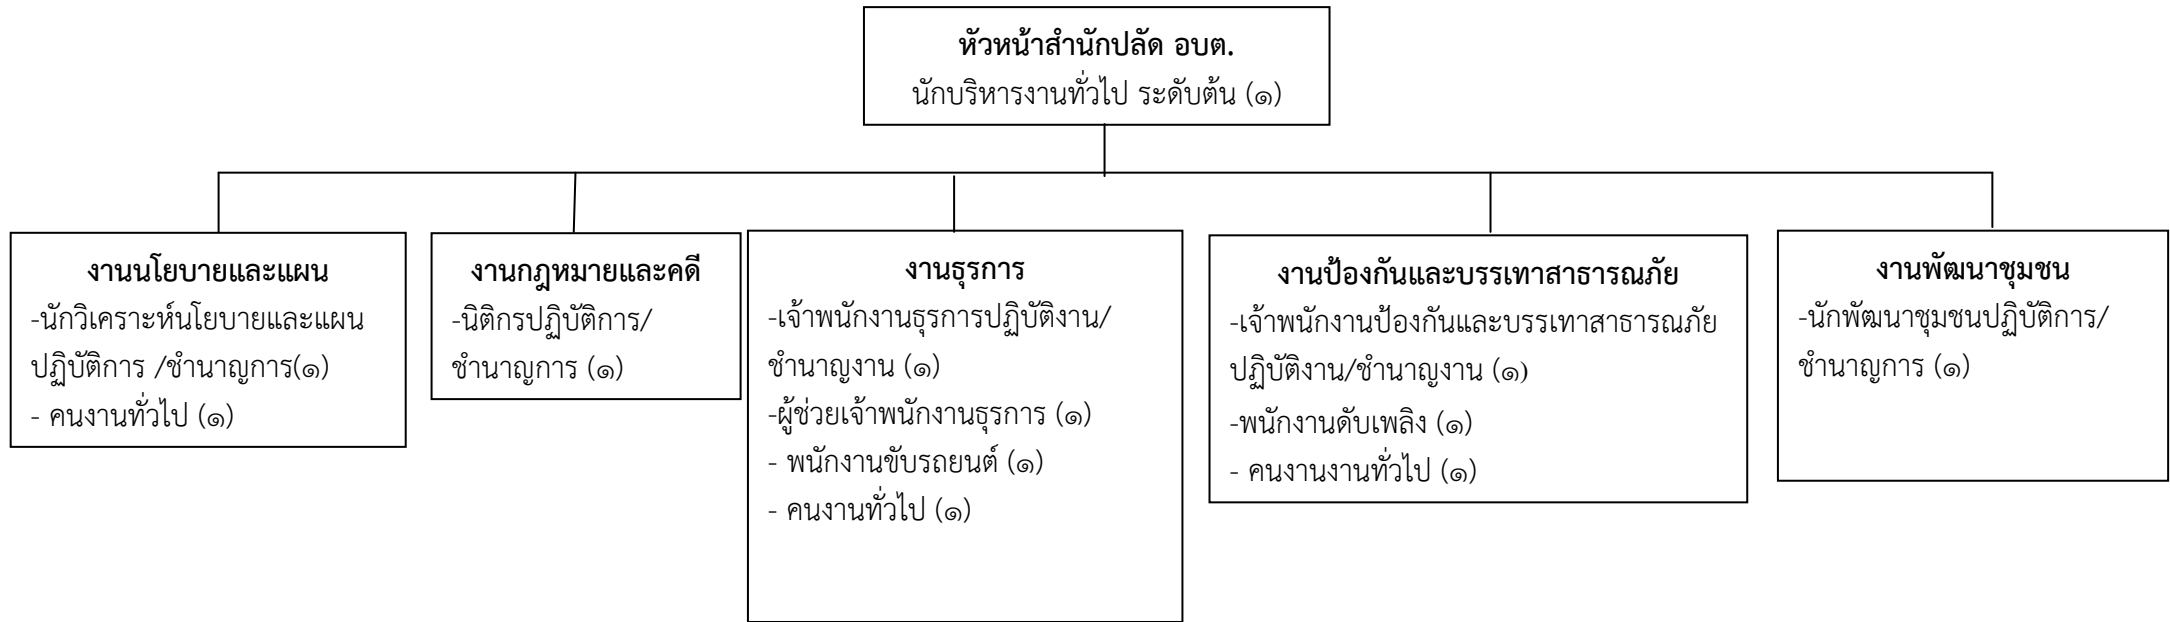 หัวหน้าสำนักปลัด อบต.
นักบริหารงานทั่วไป ระดับต้น (๑)
งานนโยบายและแผน
-นักวิเคราะห์นโยบายและแผน
ปฏิบัติการ /ชำนาญการ(๑)
- คนงานทั่วไป (๑)
งานกฎหมายและคดี
-นิติกรปฏิบัติการ/
ชำนาญการ (๑)
งานธุรการ
-เจ้าพนักงานธุรการปฏิบัติงาน/
ชำนาญงาน (๑)
-ผู้ช่วยเจ้าพนักงานธุรการ (๑)
- พนักงานขับรถยนต์ (๑)
- คนงานทั่วไป (๑)
งานป้องกันและบรรเทาสาธารณภัย
-เจ้าพนักงานป้องกันและบรรเทาสาธารณภัย
ปฏิบัติงาน/ชำนาญงาน (๑)
-พนักงานดับเพลิง (๑)
- คนงานงานทั่วไป (๑)
งานพัฒนาชุมชน
-นักพัฒนาชุมชนปฏิบัติการ/
ชำนาญการ (๑)